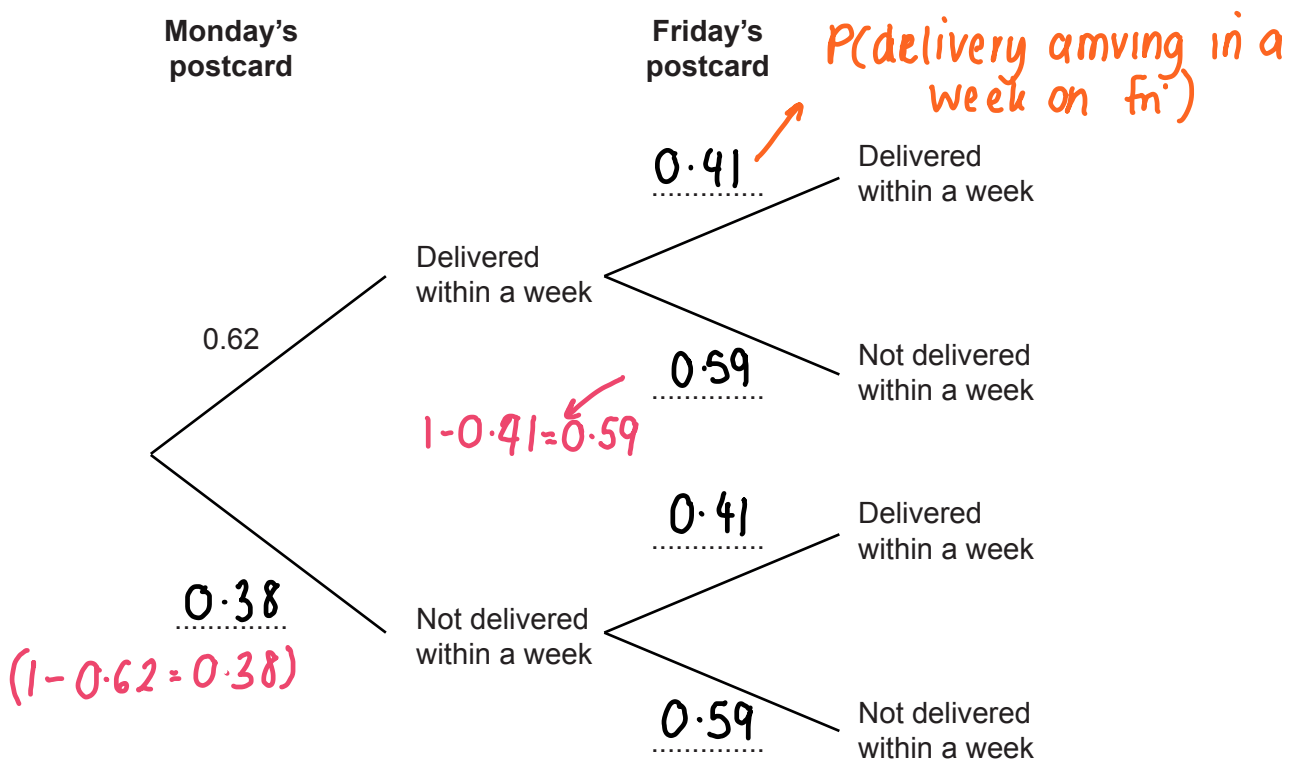 Monday's
postcard
Friday's
postcard
P(delivery arriving in a
week on fri)
0.41
Delivered
within a week
Delivered
within a week
0.62
0.59
Not delivered
within a week
1-0.41=0.59
0.41
Delivered
within a week
0.38
Not delivered
within a week
(1-0.62=0.38)
0.59
Not delivered
within a week